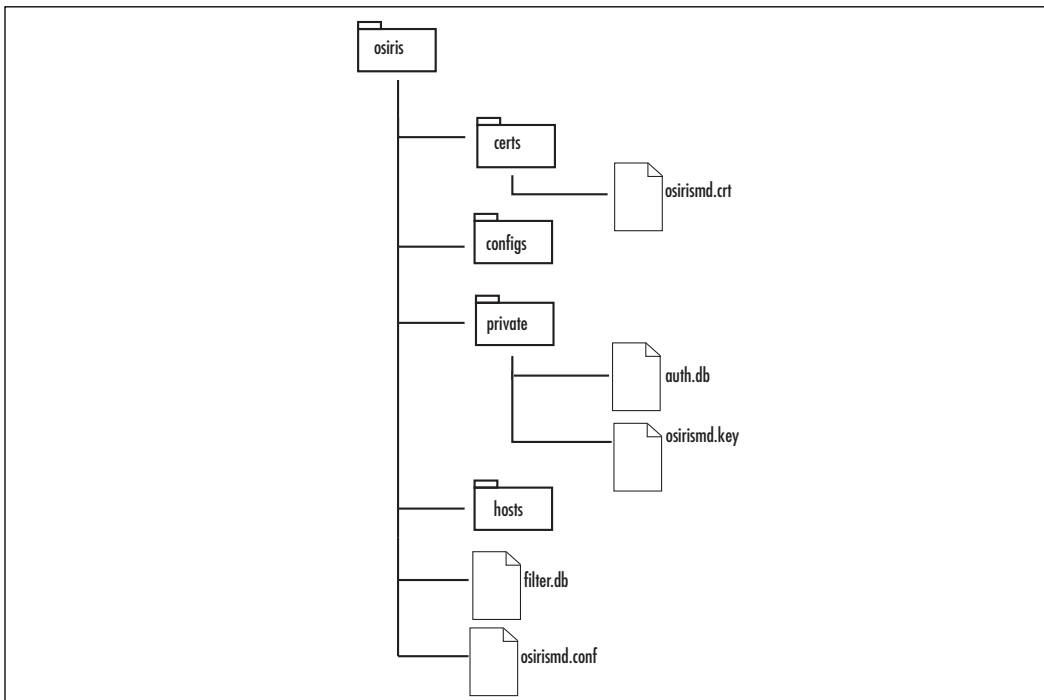 osiris
certs
osirismd.crt
configs
private
auth.db
osirismd.key
hosts
filter.db
osirismd.conf